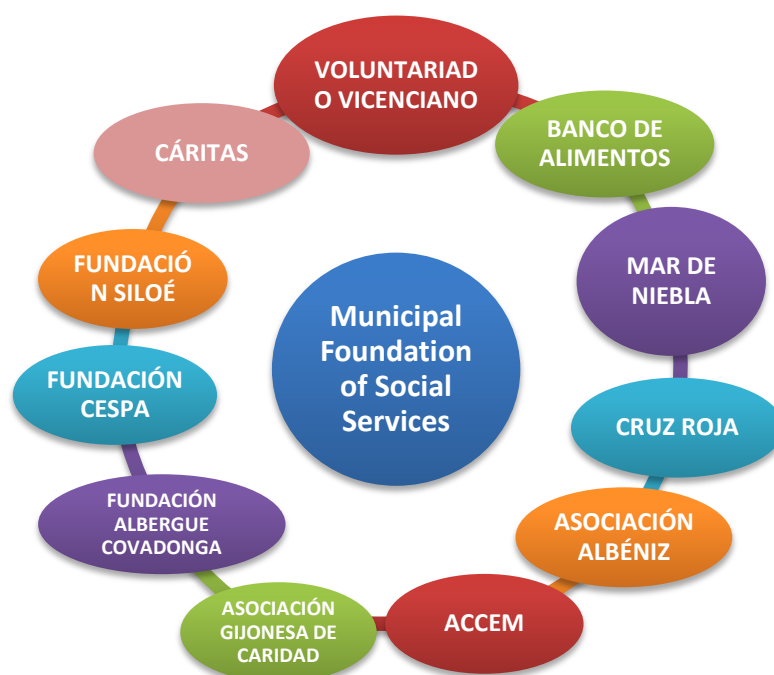 VOLUNTARIAD
O VICENCIANO
BANCO DE
ALIMENTOS
MAR DE
NIEBLA
CRUZ ROJA
ASOCIACIÓN
ALBÉNIZ
ACCEM
ASOCIACIÓN
GIJONESA DE
CARIDAD
FUNDACIÓN
ALBERGUE
COVADONGA
FUNDACIÓN
CESPA
FUNDACIÓ
N SILOÉ
CÁRITAS
Municipal
Foundation
of Social
Services